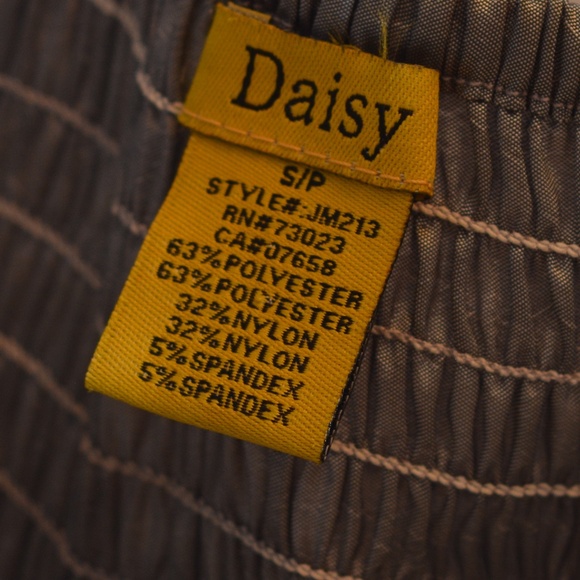 Daisy
S/P
STYLE#:JM213
RN#73023
CA#07658
63%POLYESTER
63%POLYESTER
32%NYLON
32%NYLON
5%SPANDEX
5%SPANDEX